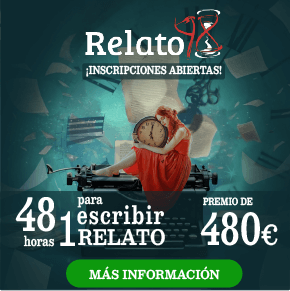 Relato48
¡INSCRIPCIONES ABIERTAS!
48 horas
para
escribir
1 RELATO
PREMIO DE
480€
MÁS INFORMACIÓN